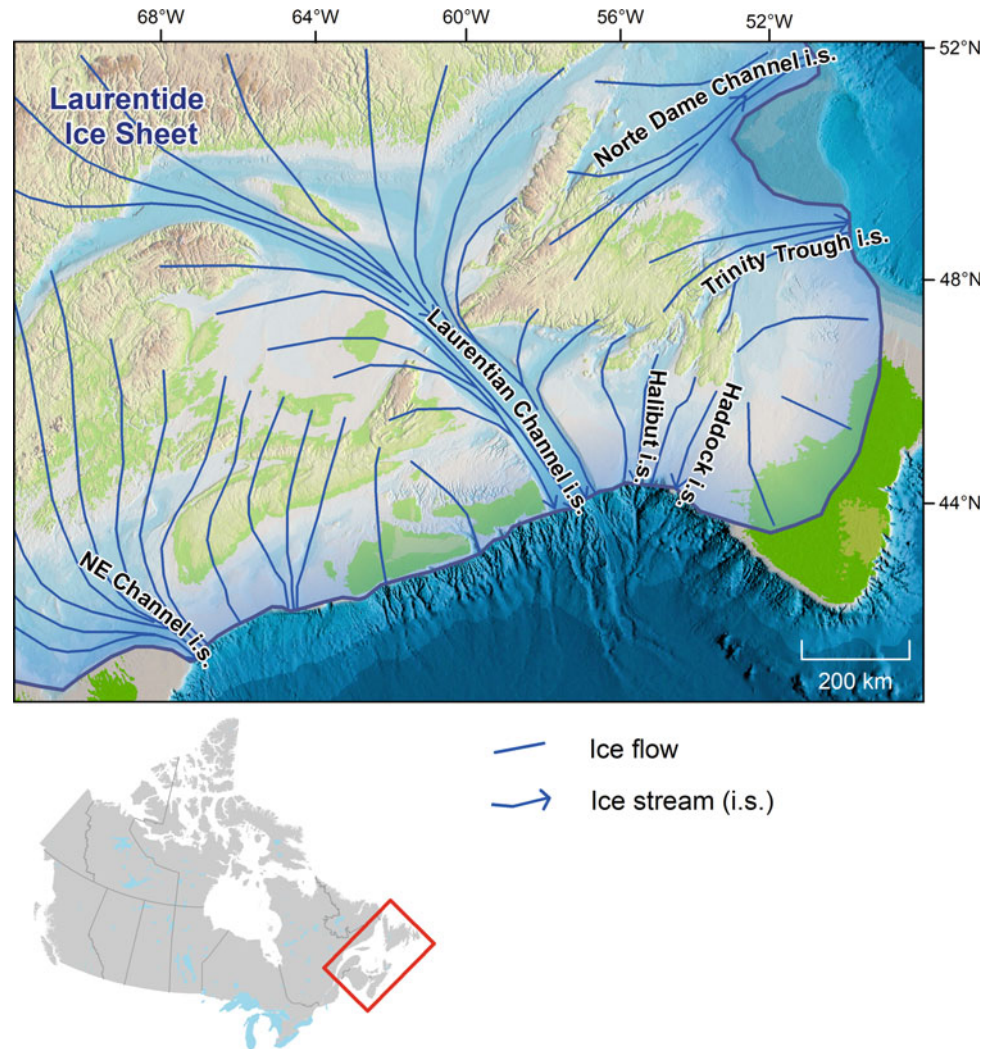 68°W 64°W 60°W 56°W 52°W
52°N
Laurentide
Ice Sheet
Norte Dame Channel i.s.
Trinity Trough i.s.
48°N
Laurentian Channel i.s.
Halibut i.s.
Haddock i.s.
44°N
NE Channel i.s.
200 km
Ice flow
Ice stream (i.s.)